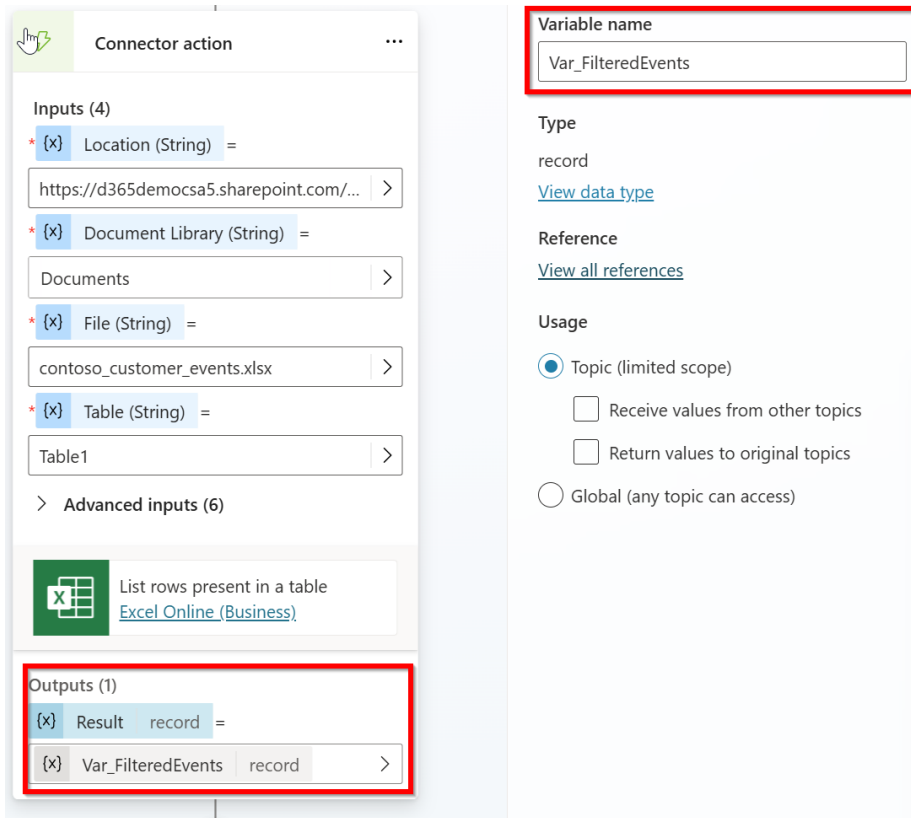 Connector action
...
Inputs (4)
* {x} Location (String) =
https://d365democsa5.sharepoint.com/...
* {x} Document Library (String) =
Documents
* {x} File (String) =
contoso_customer_events.xlsx
* {x} Table (String) =
Table1
Advanced inputs (6)
List rows present in a table
Excel Online (Business)
Outputs (1)
{x} Result record =
{x} Var_FilteredEvents record
Variable name
Var_FilteredEvents
Type
record
View data type
Reference
View all references
Usage
Topic (limited scope)
Receive values from other topics
Return values to original topics
Global (any topic can access)